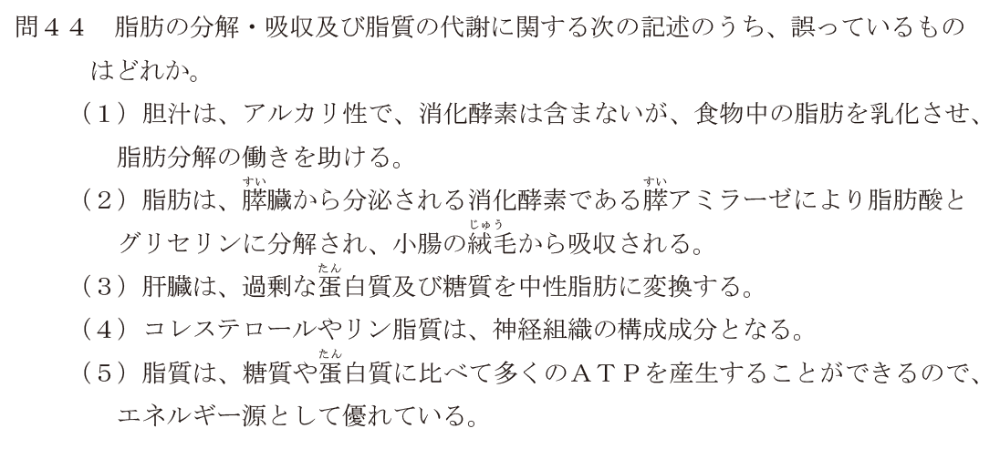 問４４　脂肪の分解・吸収及び脂質の代謝に関する次の記述のうち、誤っているもの
はどれか。
（１）胆汁は、アルカリ性で、消化酵素は含まないが、食物中の脂肪を乳化させ、
脂肪分解の働きを助ける。
すい　すい
（２）脂肪は、膵臓から分泌される消化酵素である膵アミラーゼにより脂肪酸と
じゅう
グリセリンに分解され、小腸の絨毛から吸収される。
たん
（３）肝臓は、過剰な蛋白質及び糖質を中性脂肪に変換する。
（４）コレステロールやリン脂質は、神経組織の構成成分となる。
たん
（５）脂質は、糖質や蛋白質に比べて多くのＡＴＰを産生することができるので、
エネルギー源として優れている。